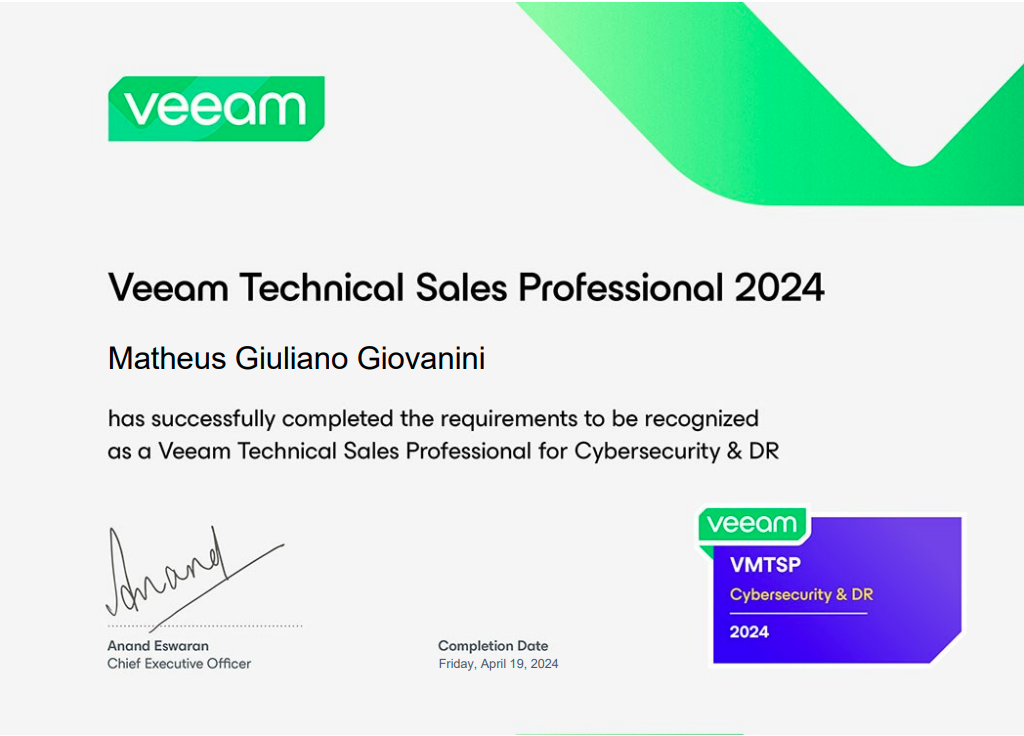 veeam
Veeam Technical Sales Professional 2024
Matheus Giuliano Giovanini
has successfully completed the requirements to be recognized
as a Veeam Technical Sales Professional for Cybersecurity & DR
Anand
Anand Eswaran
Chief Executive Officer
Completion Date
Friday, April 19, 2024
veeam
VMTSP
Cybersecurity & DR
2024